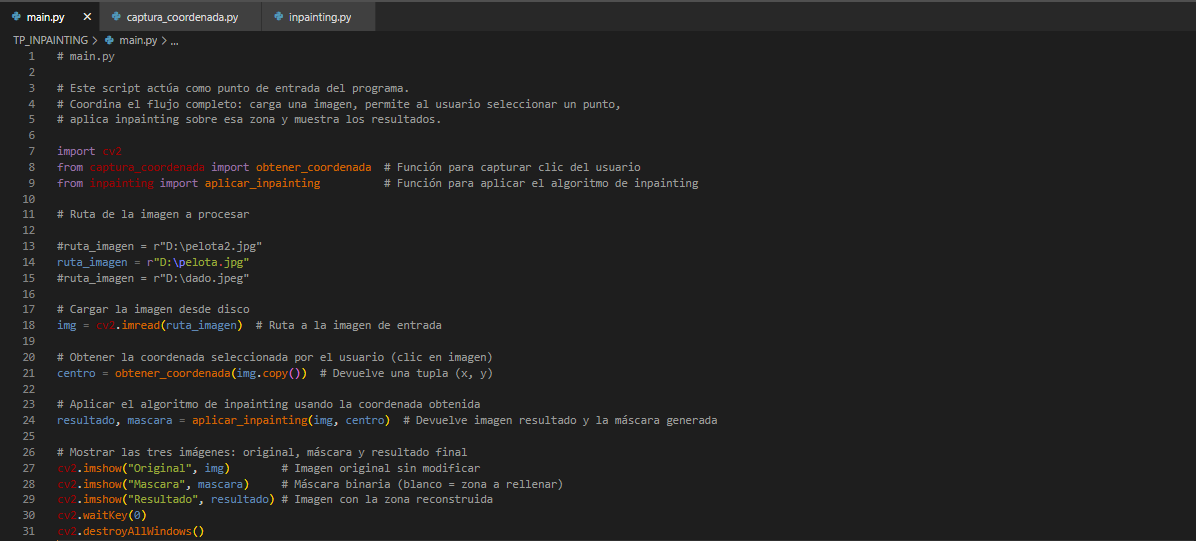 main.py × captura_coordenada.py inpainting.py
TP_INPAINTING > main.py > ...
1 # main.py
2
3 # Este script actúa como punto de entrada del programa.
4 # Coordina el flujo completo: carga una imagen, permite al usuario seleccionar un punto,
5 # aplica inpainting sobre esa zona y muestra los resultados.
6
7 import cv2
8 from captura_coordenada import obtener_coordenada # Función para capturar clic del usuario
9 from inpainting import aplicar_inpainting # Función para aplicar el algoritmo de inpainting
10
11 # Ruta de la imagen a procesar
12
13 #ruta_imagen = r"D:\pelota2.jpg"
14 ruta_imagen = r"D:\pelota.jpg"
15 #ruta_imagen = r"D:\dado.jpeg"
16
17 # Cargar la imagen desde disco
18 img = cv2.imread(ruta_imagen) # Ruta a la imagen de entrada
19
20 # Obtener la coordenada seleccionada por el usuario (clic en imagen)
21 centro = obtener_coordenada(img.copy()) # Devuelve una tupla (x, y)
22
23 # Aplicar el algoritmo de inpainting usando la coordenada obtenida
24 resultado, mascara = aplicar_inpainting(img, centro) # Devuelve imagen resultado y la máscara generada
25
26 # Mostrar las tres imágenes: original, máscara y resultado final
27 cv2.imshow("Original", img) # Imagen original sin modificar
28 cv2.imshow("Mascara", mascara) # Máscara binaria (blanco = zona a rellenar)
29 cv2.imshow("Resultado", resultado) # Imagen con la zona reconstruida
30 cv2.waitKey(0)
31 cv2.destroyAllWindows()